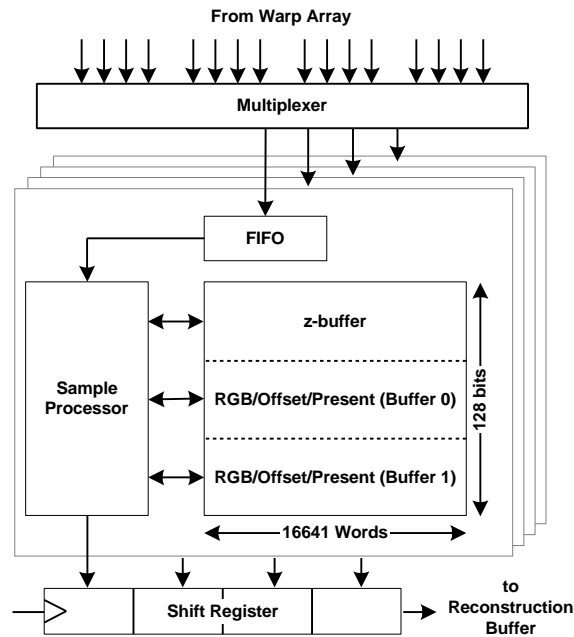 From Warp Array
Multiplexer
FIFO
z-buffer
Sample
Processor
RGB/Offset/Present (Buffer 0)
RGB/Offset/Present (Buffer 1)
128 bits
16641 Words
Shift Register
to
Reconstruction
Buffer